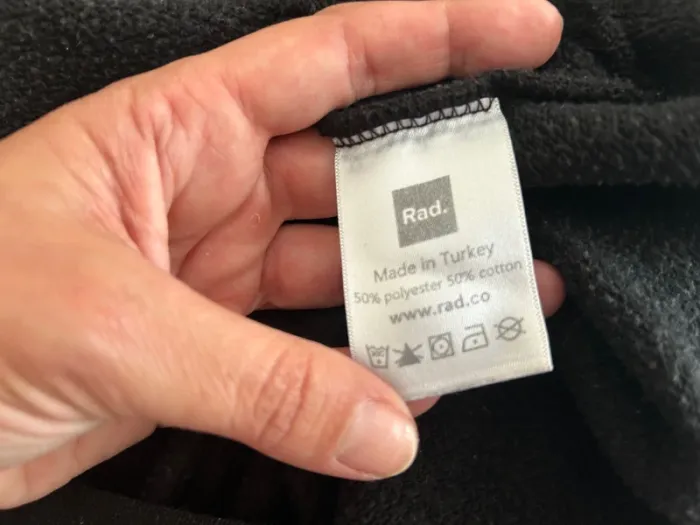 Rad.
Made in Turkey
50% polyester 50% cotton
www.rad.co